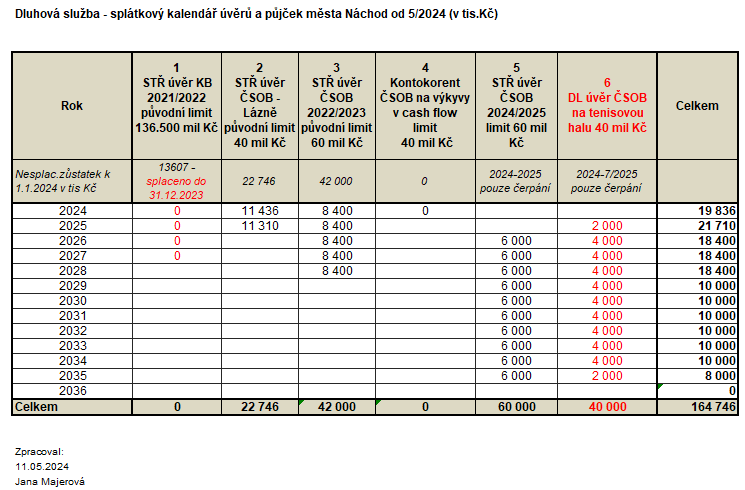 Dluhová služba - splátkový kalendář úvěrů a půjček města Náchod od 5/2024 (v tis.Kč)
Rok
1
STŘ úvěr KB
2021/2022
původní limit
136.500 mil Kč
2
STŘ úvěr
ČSOB -
Lázně
původní limit
40 mil Kč
3
STŘ úvěr
ČSOB
2022/2023
původní limit
60 mil Kč
4
Kontokorent
ČSOB na výkyvy
v cash flow
limit
40 mil Kč
5
STŘ úvěr
ČSOB
2024/2025
limit 60 mil
Kč
6
DL úvěr ČSOB
na tenisovou
halu 40 mil Kč
Celkem
Nesplac.zůstatek k
1.1.2024 v tis Kč
13607 -
splaceno do
31.12.2023
22 746
42 000
0
2024-2025
pouze čerpání
2024-7/2025
pouze čerpání
2024 0 11 436 8 400 0 19 836
2025 0 11 310 8 400 2 000 21 710
2026 0 8 400 6 000 4 000 18 400
2027 0 8 400 6 000 4 000 18 400
2028 8 400 6 000 4 000 18 400
2029 6 000 4 000 10 000
2030 6 000 4 000 10 000
2031 6 000 4 000 10 000
2032 6 000 4 000 10 000
2033 6 000 4 000 10 000
2034 6 000 4 000 10 000
2035 6 000 2 000 8 000
2036 0
Celkem 0 22 746 42 000 0 60 000 40 000 164 746
Zpracoval:
11.05.2024
Jana Majerová